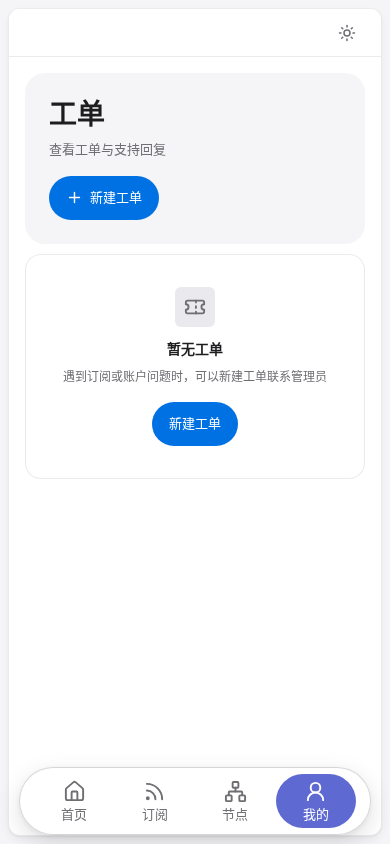 工单
查看工单与支持回复
新建工单
暂无工单
遇到订阅或账户问题时，可以新建工单联系管理员
新建工单
首页
订阅
节点
我的